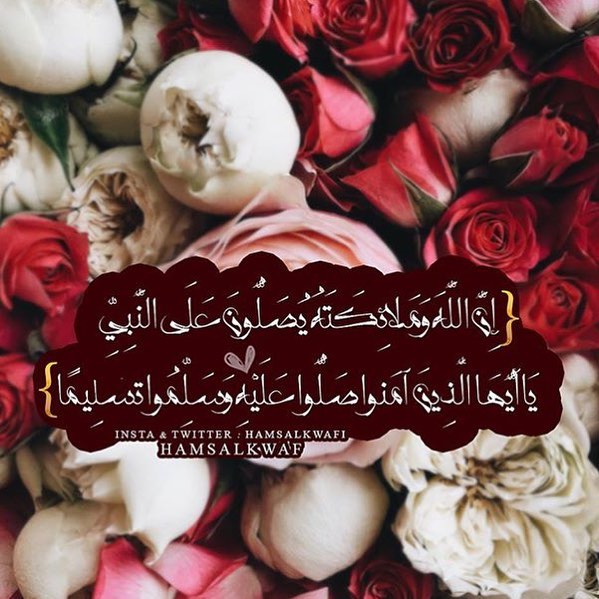 {إِنَّ اللَّهَ وَمَلَائِكَتَهُ يُصَلُّونَ عَلَى النَّبِيِّ
يَا أَيُّهَا الَّذِينَ آمَنُوا صَلُّوا عَلَيْهِ وَسَلِّمُوا تَسْلِيمًا}
INSTA & TWITTER : HAMSALKWAFI
HAMSALKWAF